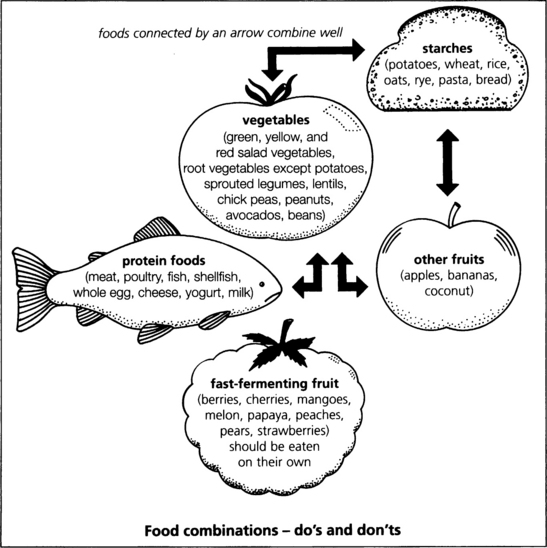 foods connected by an arrow combine well
starches
(potatoes, wheat, rice,
oats, rye, pasta, bread)
vegetables
(green, yellow, and
red salad vegetables,
root vegetables except potatoes,
sprouted legumes, lentils,
chick peas, peanuts,
avocados, beans)
protein foods
(meat, poultry, fish, shellfish,
whole egg, cheese, yogurt, milk)
other fruits
(apples, bananas,
coconut)
fast-fermenting fruit
(berries, cherries, mangoes,
melon, papaya, peaches,
pears, strawberries)
should be eaten
on their own
Food combinations – do's and don'ts